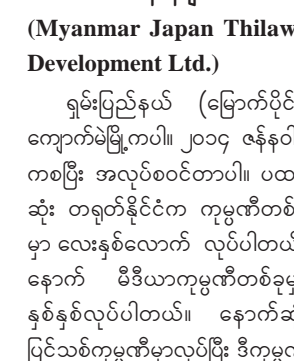 (Myanmar Japan Thilaw
Development Ltd.)
ရှမ်းပြည်နယ် (မြောက်ပိုင်
ကျောက်မဲမြို့ကပါ။ ၂၀၁၄ ဇန်နဝါ
ကစပြီး အလုပ်စဝင်တာပါ။ ပထ
ဆုံး တရုတ်နိုင်ငံက ကုမ္ပဏီတစ်
မှာ လေးနှစ်လောက် လုပ်ပါတယ်
နောက် မီဒီယာကုမ္ပဏီတစ်ခုမှ
နှစ်နှစ်လုပ်ပါတယ်။ နောက်ဆု
ပြင်သစ်ကုမ္ပဏီမှာလုပ်ပြီး ဒီကုမ္ပဏ